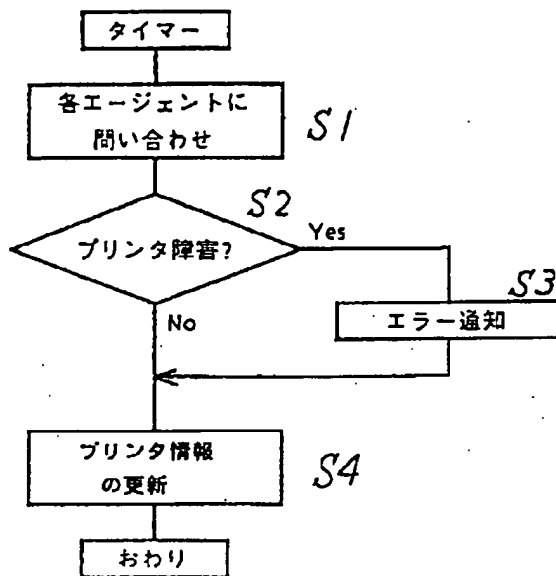 タイマー
各エージェントに
問い合わせ
S1
S2
プリンタ障害?
Yes
No
S3
エラー通知
プリンタ情報
の更新
S4
おわり